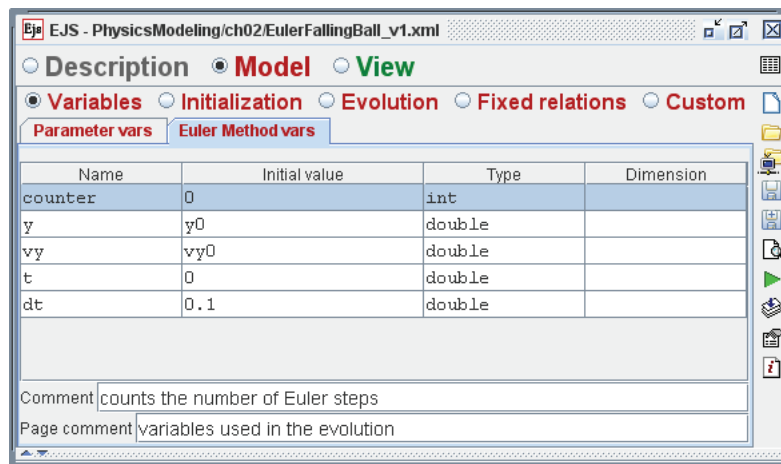 Ejs EJS - PhysicsModeling/ch02/EulerFallingBall_v1.xml
Description Model View
Variables Initialization Evolution Fixed relations Custom
Parameter vars Euler Method vars
Name Initial value Type Dimension
counter 0 int
y y0 double
vy vy0 double
t 0 double
dt 0.1 double
Comment counts the number of Euler steps
Page comment variables used in the evolution